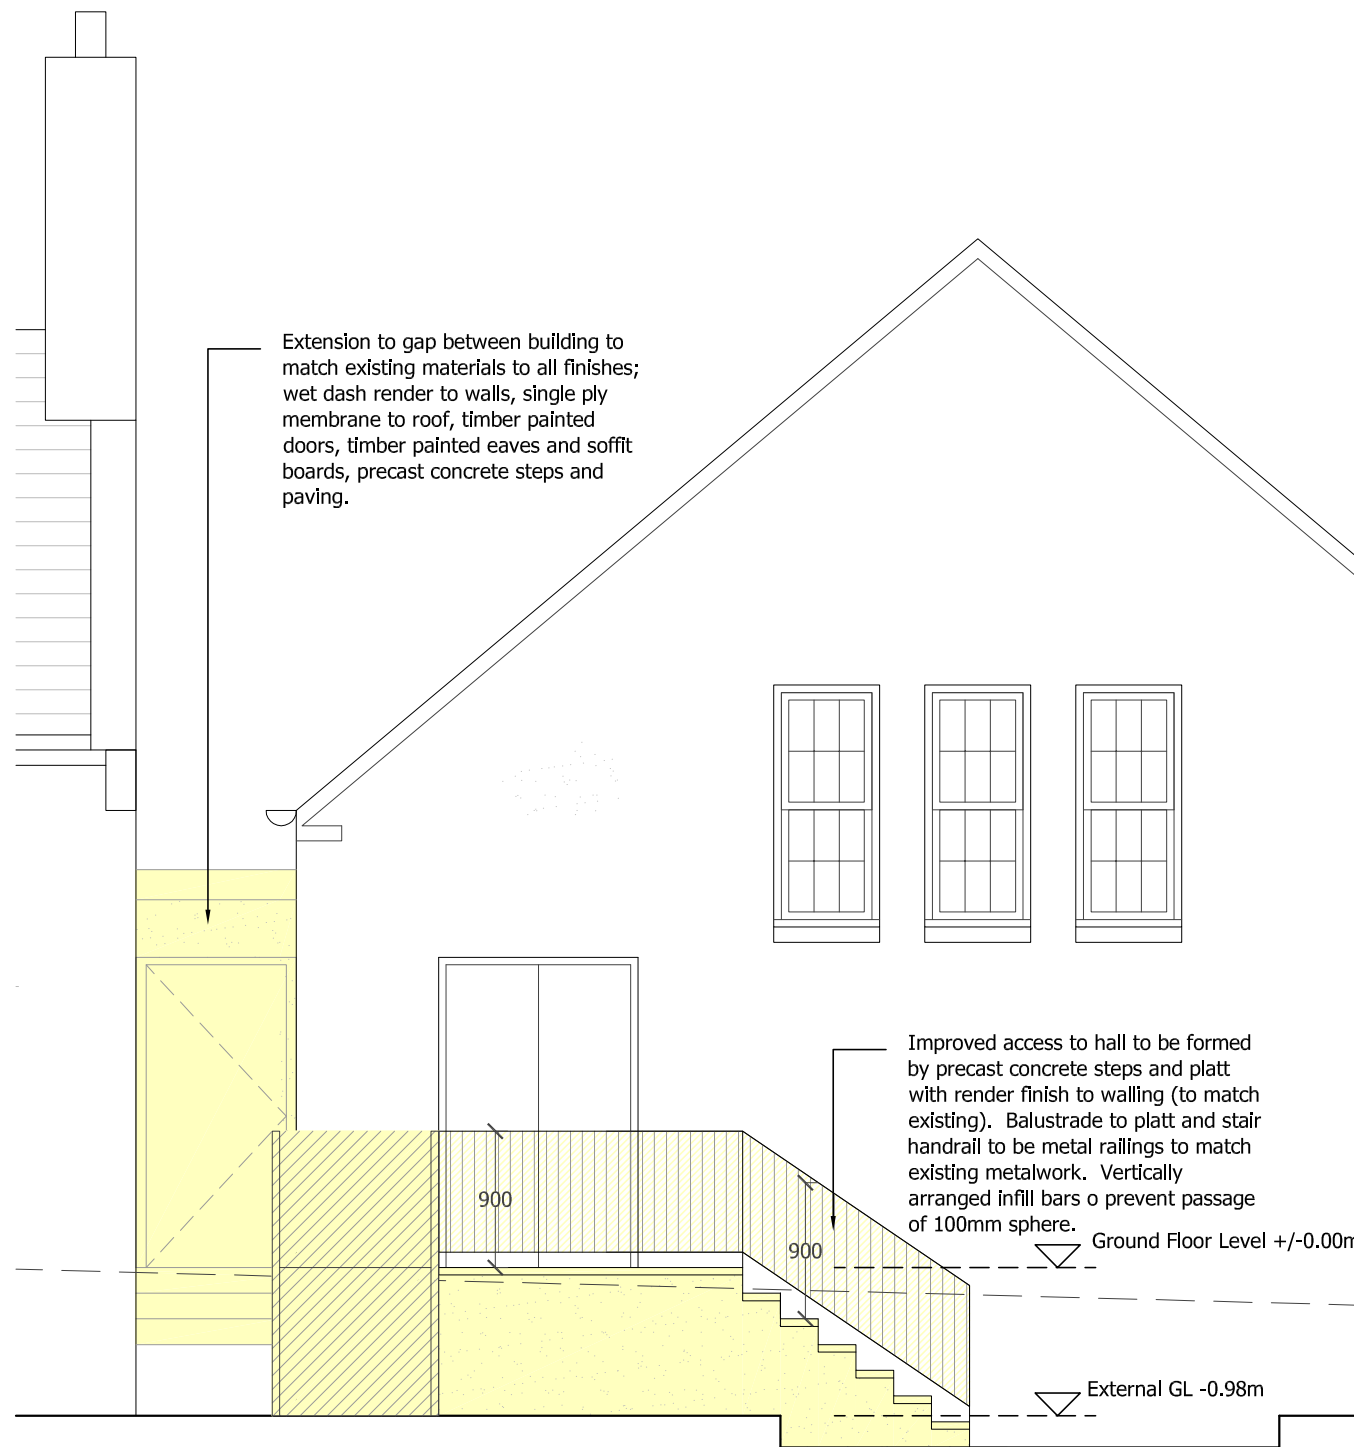 Extension to gap between building to
match existing materials to all finishes;
wet dash render to walls, single ply
membrane to roof, timber painted
doors, timber painted eaves and soffit
boards, precast concrete steps and
paving.
Improved access to hall to be formed
by precast concrete steps and platt
with render finish to walling (to match
existing).  Balustrade to platt and stair
handrail to be metal railings to match
existing metalwork.  Vertically
arranged infill bars o prevent passage
of 100mm sphere.
900
900
Ground Floor Level +/-0.00m
External GL -0.98m